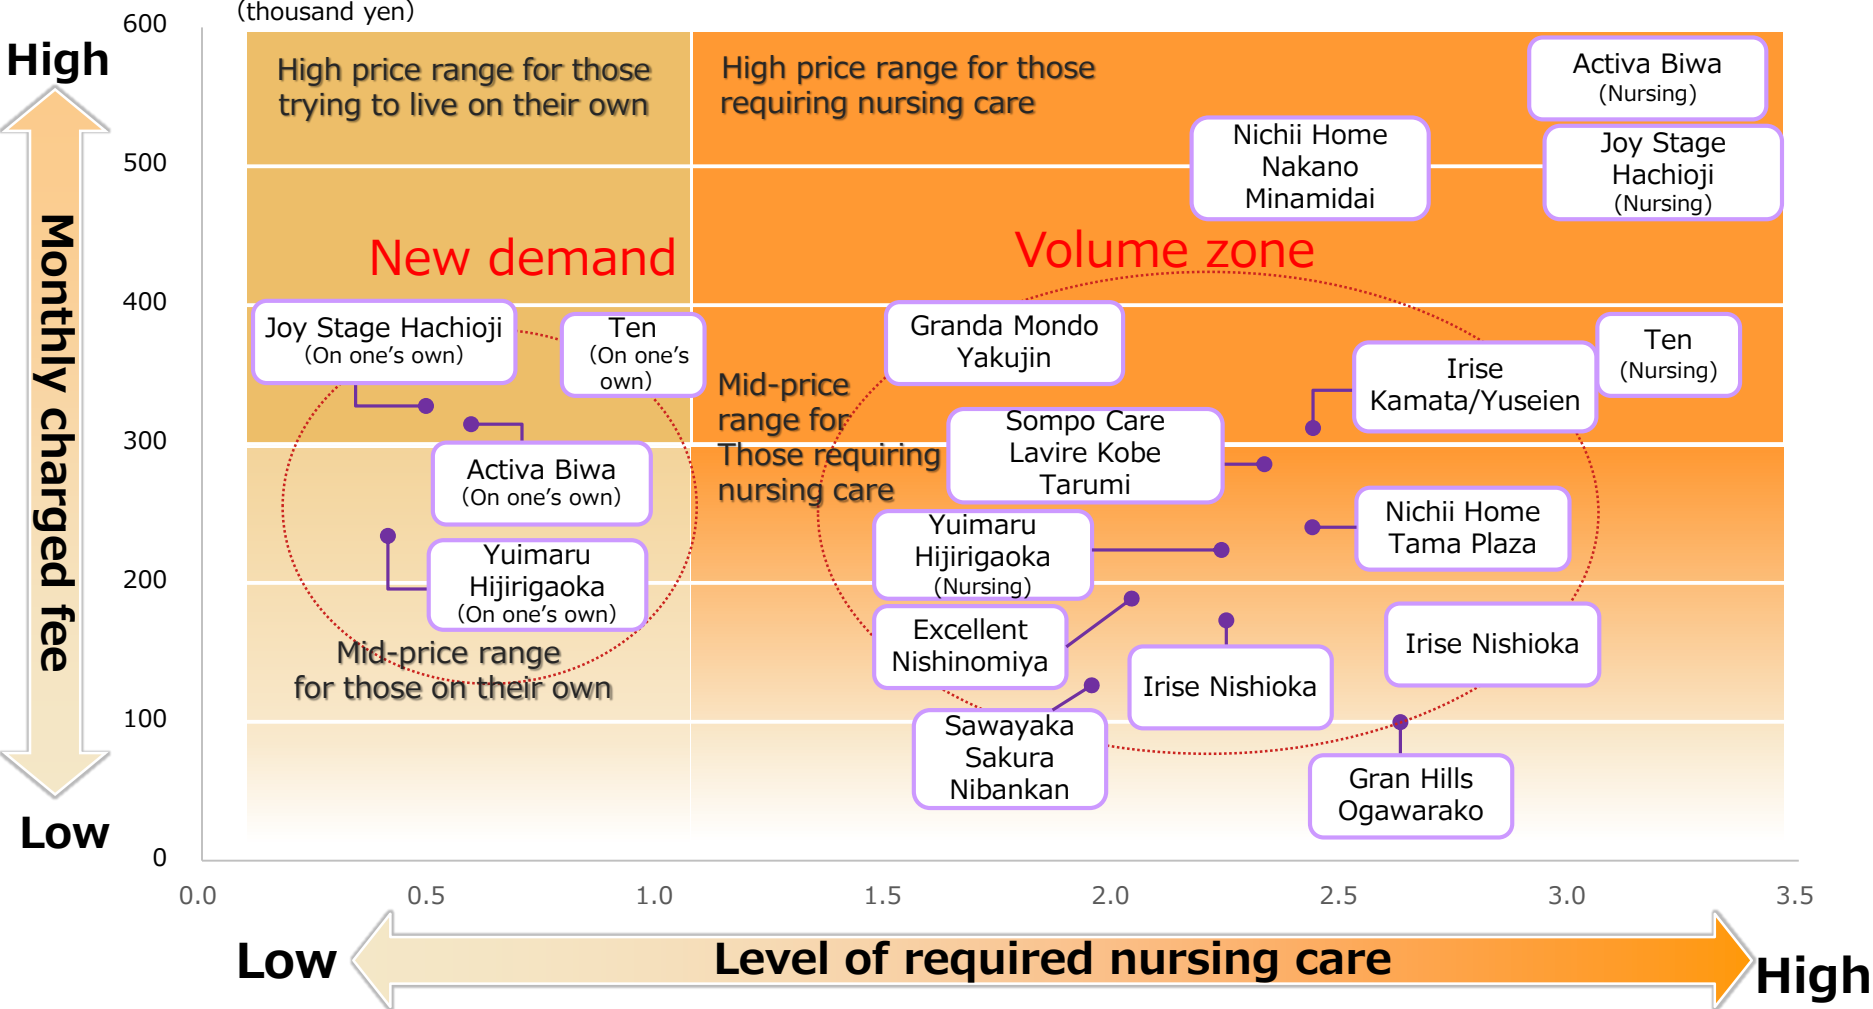 (thousand yen)
600
500
400
300
200
100
0
High
Monthly charged fee
Low
High price range for those
trying to live on their own
High price range for those
requiring nursing care
Activa Biwa
(Nursing)
Nichii Home
Nakano
Minamidai
Joy Stage
Hachioji
(Nursing)
New demand
Volume zone
Joy Stage Hachioji
(On one’s own)
Ten
(On one’s
own)
Granda Mondo
Yakujin
Ten
(Nursing)
Irise
Kamata/Yuseien
Mid-price
range for
Those requiring
nursing care
Sompo Care
Lavire Kobe
Tarumi
Activa Biwa
(On one’s own)
Nichii Home
Tama Plaza
Yuimaru
Hijirigaoka
(Nursing)
Yuimaru
Hijirigaoka
(On one’s own)
Excellent
Nishinomiya
Irise Nishioka
Irise Nishioka
Mid-price range
for those on their own
Sawayaka
Sakura
Nibankan
Gran Hills
Ogawarako
0.0
0.5
1.0
1.5
2.0
2.5
3.0
3.5
Low
Level of required nursing care
High